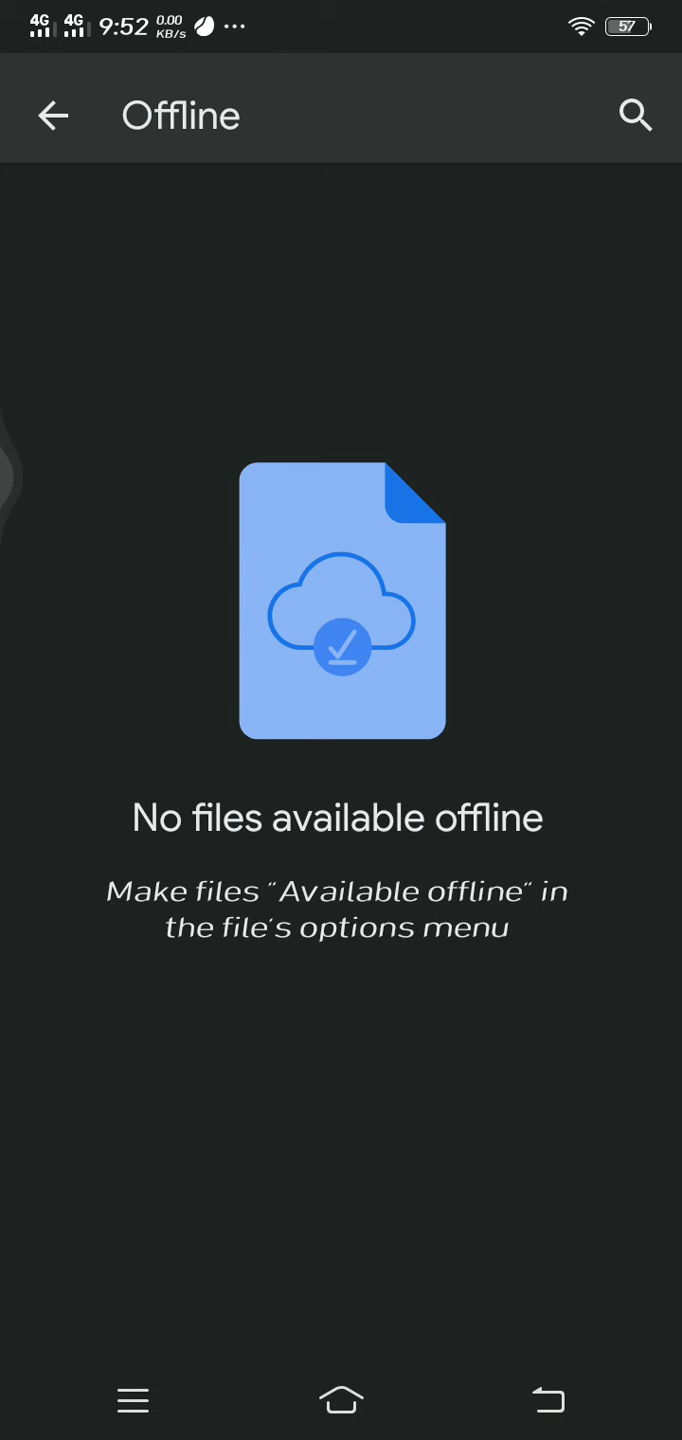 4G 4G 9:52 0.00 KB/s 57
Offline
No files available offline
Make files "Available offline" in
the file's options menu